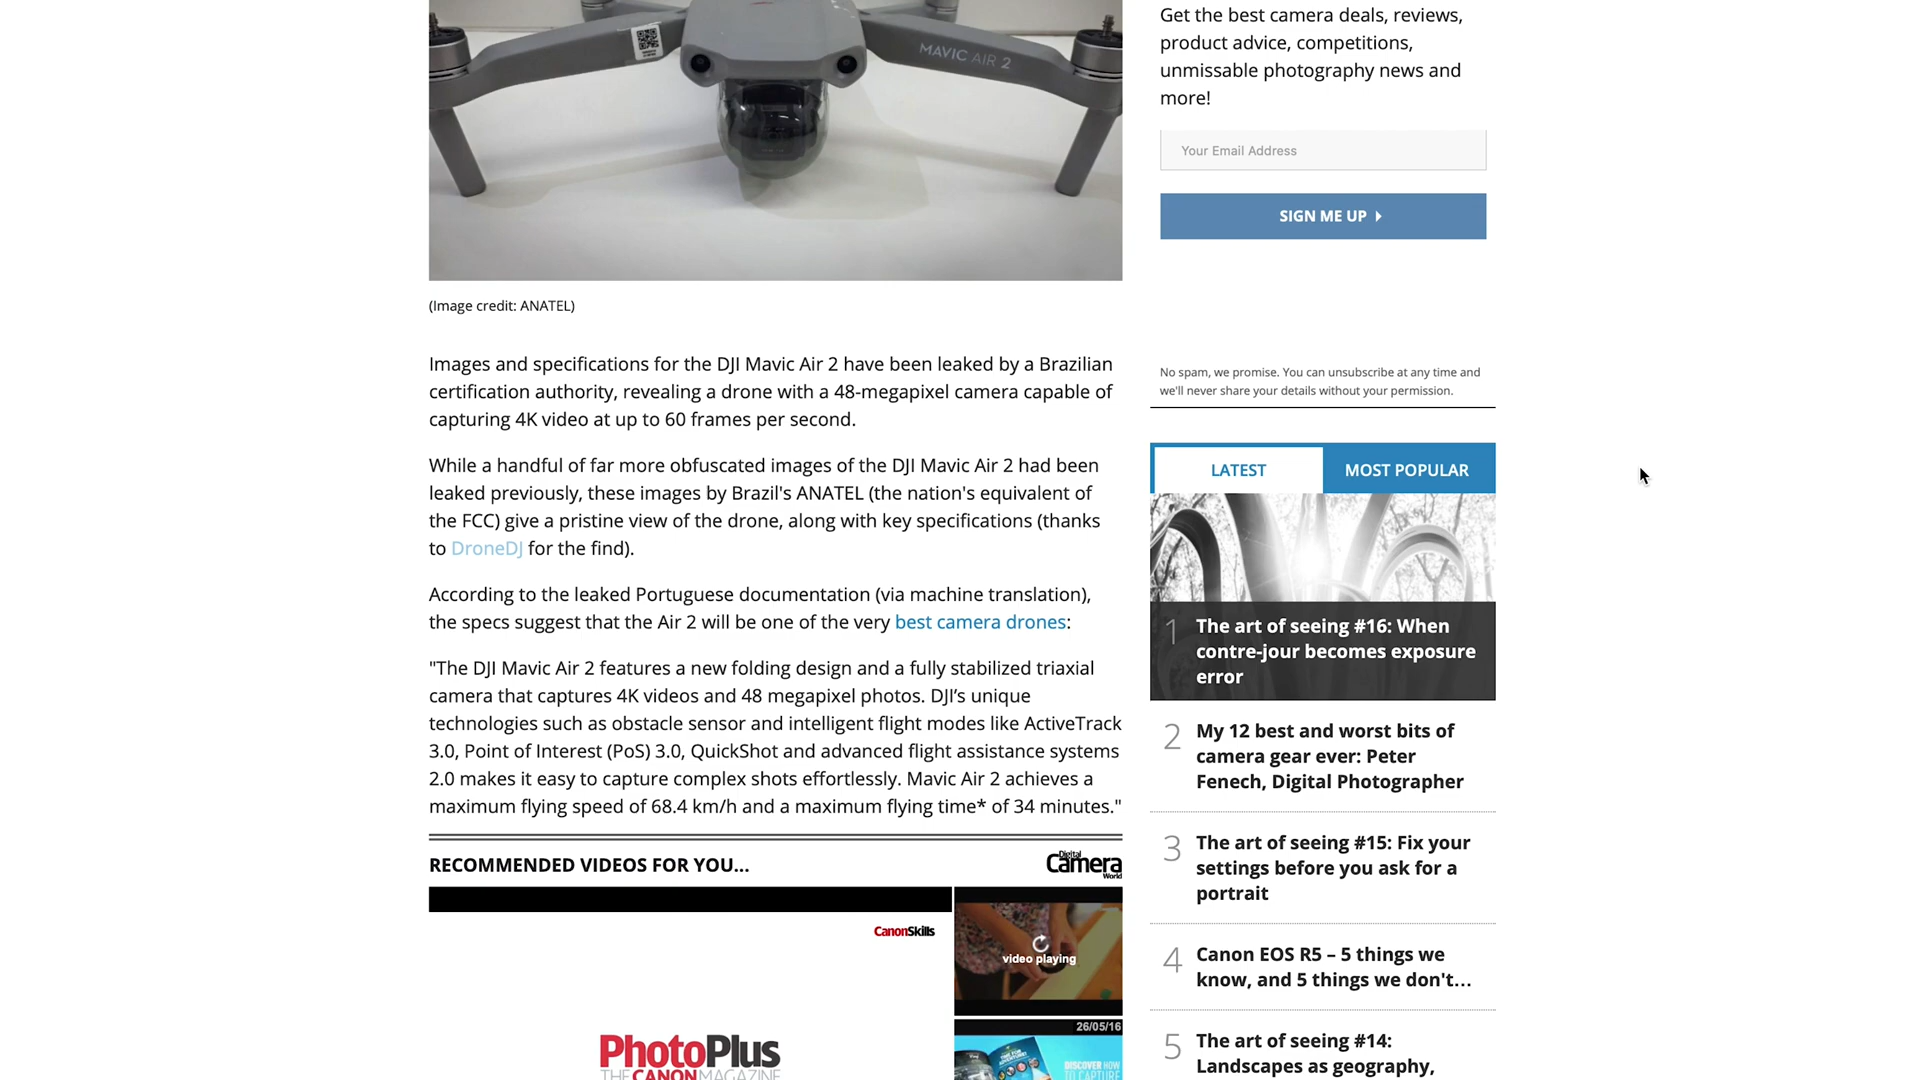 MAVIC AIR 2
(Image credit: ANATEL)
Images and specifications for the DJI Mavic Air 2 have been leaked by a Brazilian
certification authority, revealing a drone with a 48-megapixel camera capable of
capturing 4K video at up to 60 frames per second.
While a handful of far more obfuscated images of the DJI Mavic Air 2 had been
leaked previously, these images by Brazil's ANATEL (the nation's equivalent of
the FCC) give a pristine view of the drone, along with key specifications (thanks
to DroneDJ for the find).
According to the leaked Portuguese documentation (via machine translation),
the specs suggest that the Air 2 will be one of the very best camera drones:
"The DJI Mavic Air 2 features a new folding design and a fully stabilized triaxial
camera that captures 4K videos and 48 megapixel photos. DJI’s unique
technologies such as obstacle sensor and intelligent flight modes like ActiveTrack
3.0, Point of Interest (PoS) 3.0, QuickShot and advanced flight assistance systems
2.0 makes it easy to capture complex shots effortlessly. Mavic Air 2 achieves a
maximum flying speed of 68.4 km/h and a maximum flying time* of 34 minutes."
RECOMMENDED VIDEOS FOR YOU...
Digital
Camera
World
CanonSkills
PhotoPlus
THE CANON MAGAZINE
video playing
26/05/16
DISCOVER HOW
TO CAPTURE
Get the best camera deals, reviews,
product advice, competitions,
unmissable photography news and
more!
Your Email Address
SIGN ME UP
No spam, we promise. You can unsubscribe at any time and
we'll never share your details without your permission.
LATEST
MOST POPULAR
1
The art of seeing #16: When
contre-jour becomes exposure
error
2
My 12 best and worst bits of
camera gear ever: Peter
Fenech, Digital Photographer
3
The art of seeing #15: Fix your
settings before you ask for a
portrait
4
Canon EOS R5 – 5 things we
know, and 5 things we don't…
5
The art of seeing #14:
Landscapes as geography,